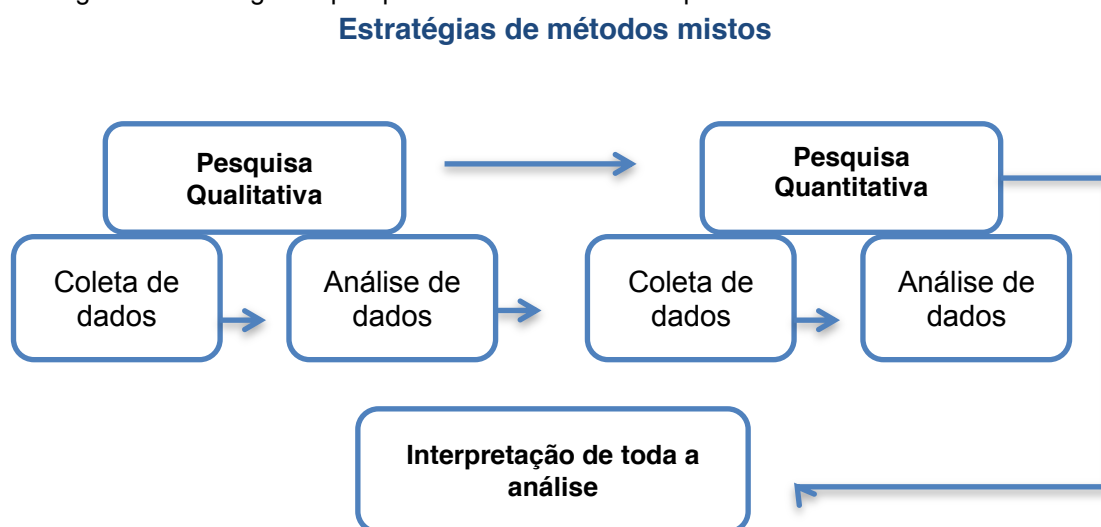 Estratégias de métodos mistos
Pesquisa
Qualitativa
Pesquisa
Quantitativa
Coleta de
dados
Análise de
dados
Coleta de
dados
Análise de
dados
Interpretação de toda a
análise